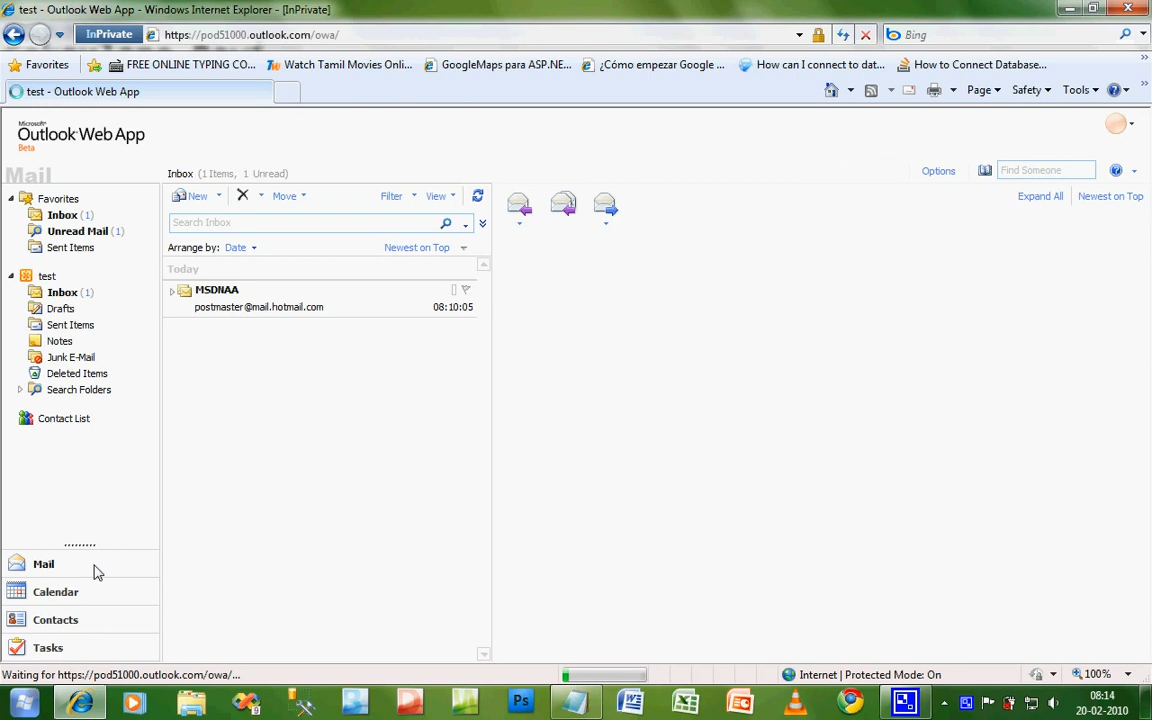 test - Outlook Web App - Windows Internet Explorer - [InPrivate]
InPrivate https://pod51000.outlook.com/owa/ Bing
Favorites FREE ONLINE TYPING CO... Watch Tamil Movies Onli... GoogleMaps para ASP.NE... ¿Cómo empezar Google ... How can I connect to dat... How to Connect Database...
test - Outlook Web App Page Safety Tools
Microsoft®
Outlook Web App
Beta
Mail Inbox (1 Items, 1 Unread) Options Find Someone
Favorites New Move Filter View Expand All Newest on Top
Inbox (1)
Search Inbox
Unread Mail (1)
Sent Items Arrange by: Date Newest on Top
Today
test
Inbox (1) MSDNAA
Drafts postmaster@mail.hotmail.com 08:10:05
Sent Items
Notes
Junk E-Mail
Deleted Items
Search Folders
Contact List
Mail
Calendar
Contacts
Tasks
Waiting for https://pod51000.outlook.com/owa/... Internet | Protected Mode: On 100%
Ps 08:14
20-02-2010